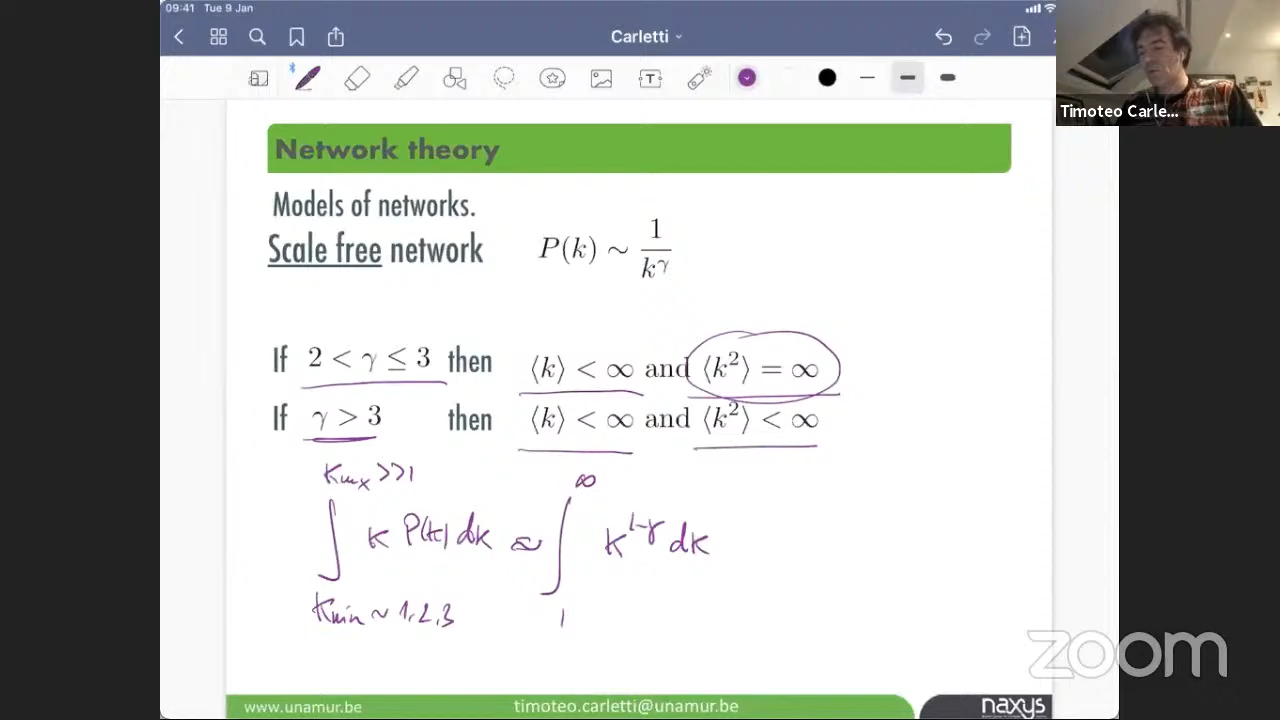 09:41 Tue 9 Jan
Carletti
Timoteo Carle...
Network theory
Models of networks.
Scale free network P(k) ~ 1/k^γ
If 2 < γ ≤ 3 then ⟨k⟩ < ∞ and ⟨k²⟩ = ∞
If γ > 3 then ⟨k⟩ < ∞ and ⟨k²⟩ < ∞
kmax >>1 ∞
∫ k P(k) dk ≈ ∫ k^1-γ dk
kmin ~ 1,2,3 1
zoom
www.unamur.be timoteo.carletti@unamur.be naxys